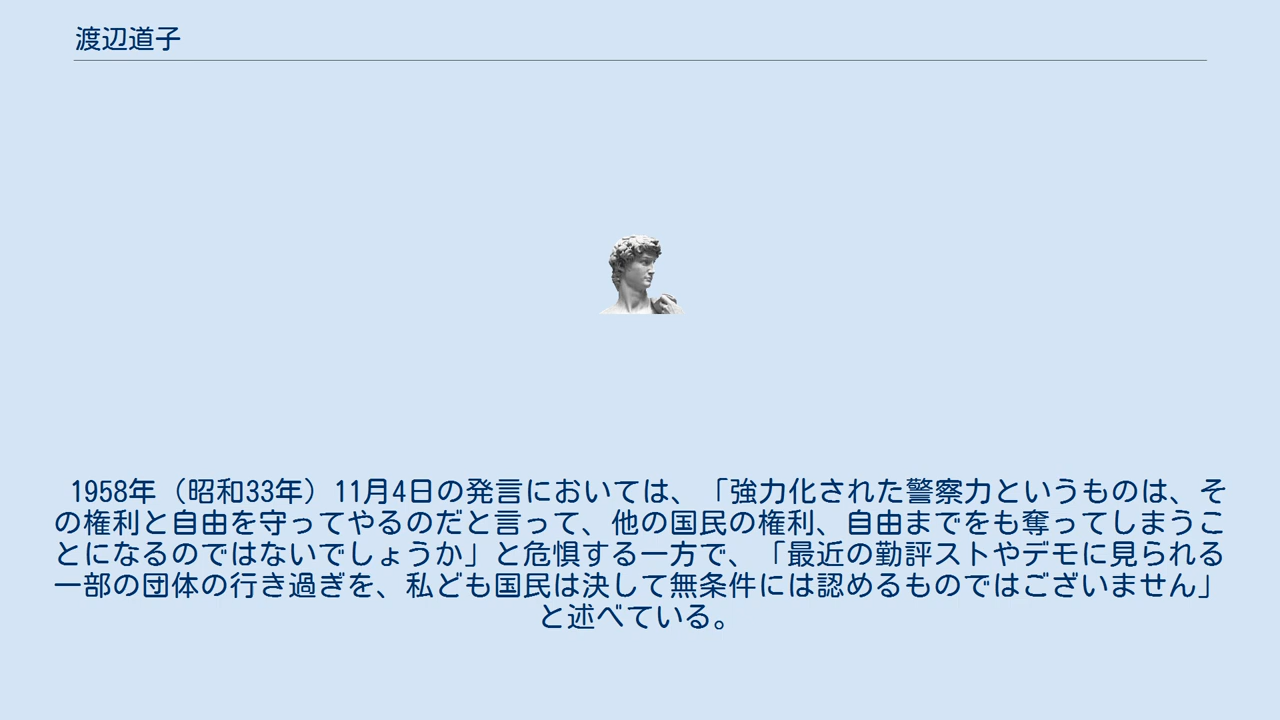 渡辺道子
1958年（昭和33年）11月4日の発言においては、「強力化された警察力というものは、そ
の権利と自由を守ってやるのだと言って、他の国民の権利、自由までをも奪ってしまうこ
とになるのではないでしょうか」と危惧する一方で、「最近の勤評ストやデモに見られる
一部の団体の行き過ぎを、私ども国民は決して無条件には認めるものではございません」
と述べている。